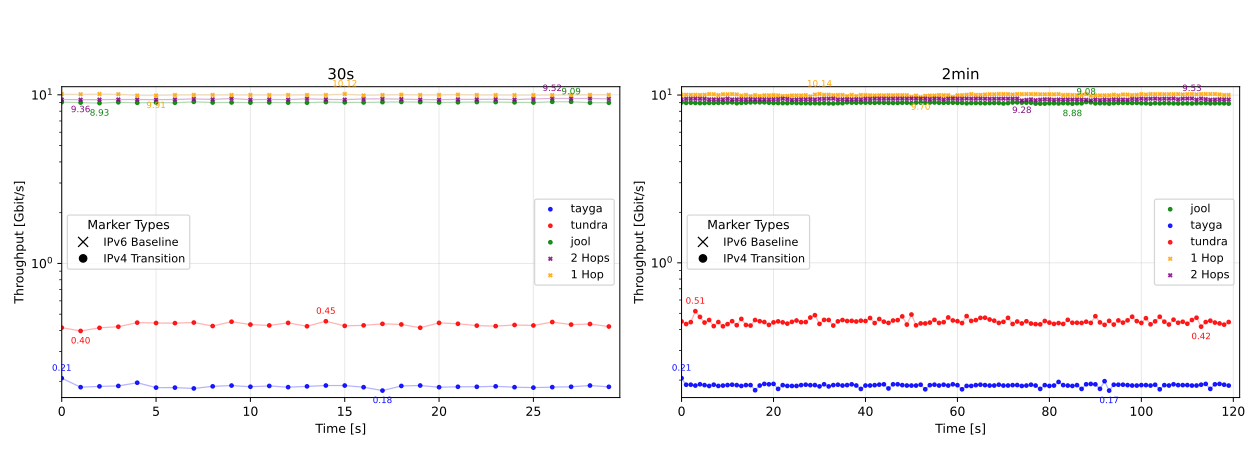 30s
10.12
9.52
9.09
10¹
9.36
8.93
9.91
Throughput [Gbit/s]
Marker Types
IPv6 Baseline
IPv4 Transition
tayga
tundra
jool
2 Hops
1 Hop
10⁰
0.45
0.40
0.21
0.18
0
5
10
15
20
25
Time [s]
2min
10.14
9.08
9.53
10¹
9.70
9.28
8.88
Throughput [Gbit/s]
Marker Types
IPv6 Baseline
IPv4 Transition
jool
tayga
tundra
1 Hop
2 Hops
10⁰
0.51
0.42
0.21
0.17
0
20
40
60
80
100
120
Time [s]